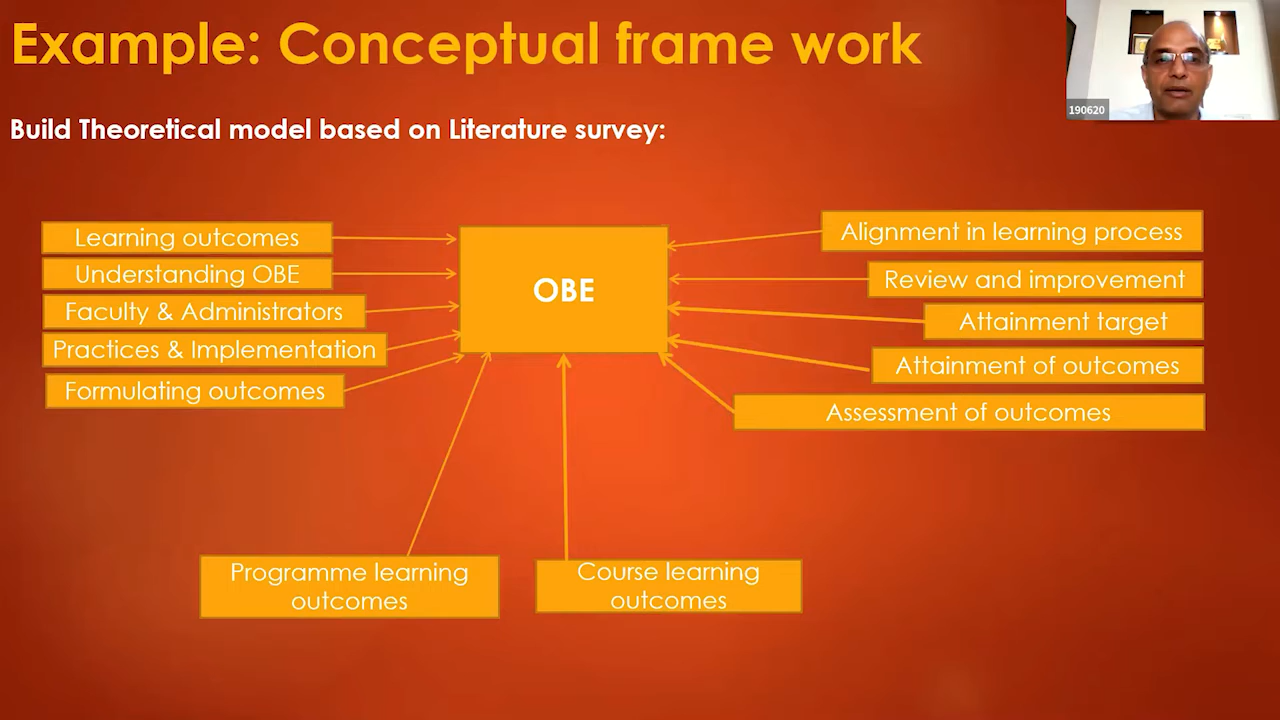 Example: Conceptual frame work
190620
Build Theoretical model based on Literature survey:
Learning outcomes
Understanding OBE
Faculty & Administrators
Practices & Implementation
Formulating outcomes
OBE
Alignment in learning process
Review and improvement
Attainment target
Attainment of outcomes
Assessment of outcomes
Programme learning
outcomes
Course learning
outcomes